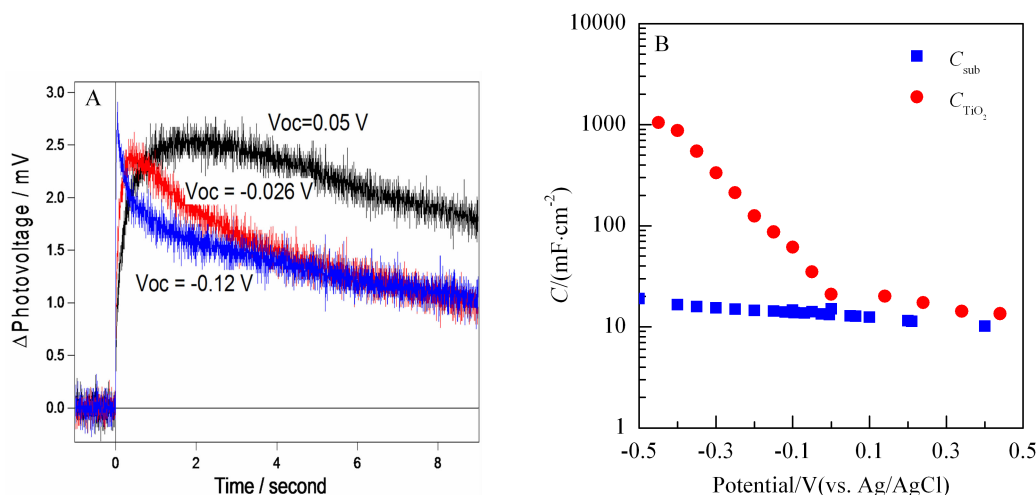 A
3.0
2.5
2.0
1.5
1.0
0.5
0.0
ΔPhotovoltage / mV
Voc=0.05 V
Voc = -0.026 V
Voc = -0.12 V
0 2 4 6 8
Time / second
B
10000
1000
100
10
1
C/(mF·cm⁻²)
C_sub
C_TiO₂
-0.5 -0.3 -0.1 0.1 0.3 0.5
Potential/V(vs. Ag/AgCl)